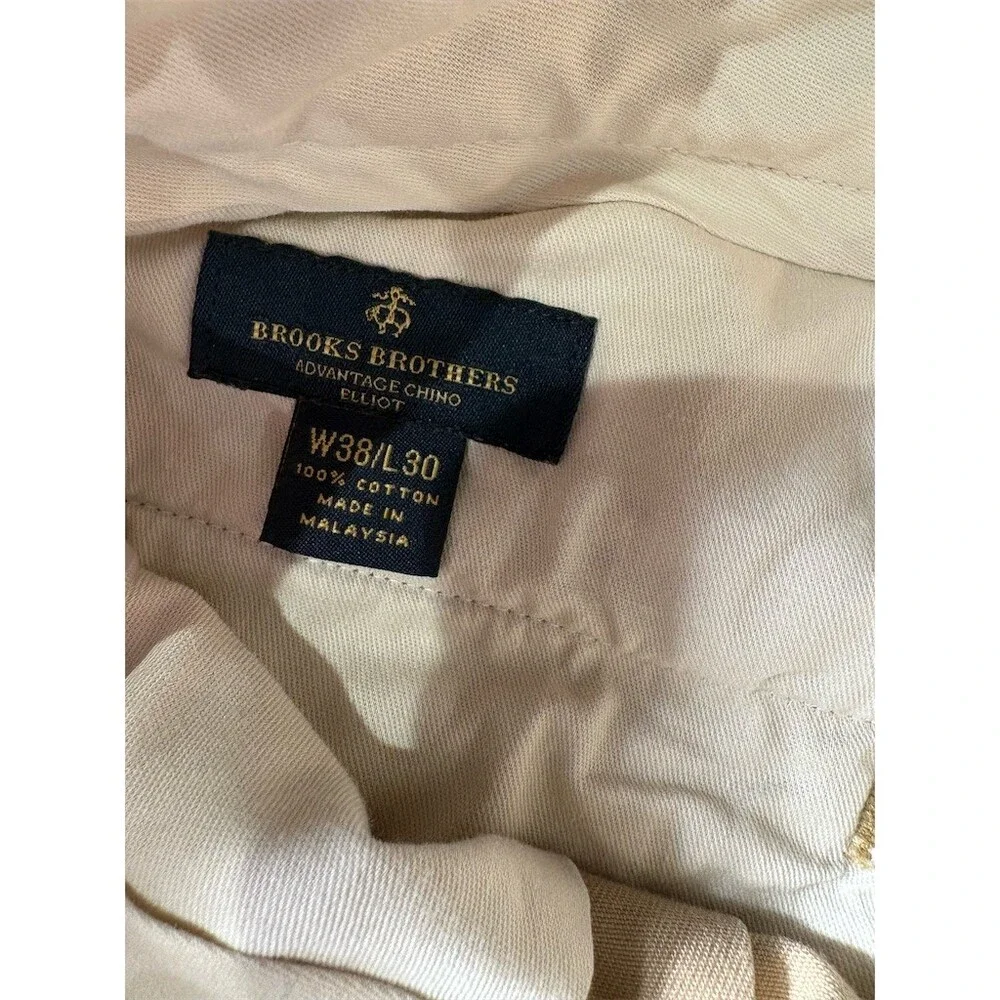 BROOKS BROTHERS
ADVANTAGE CHINO
ELLIOT
W38/L30
100% COTTON
MADE IN
MALAYSIA